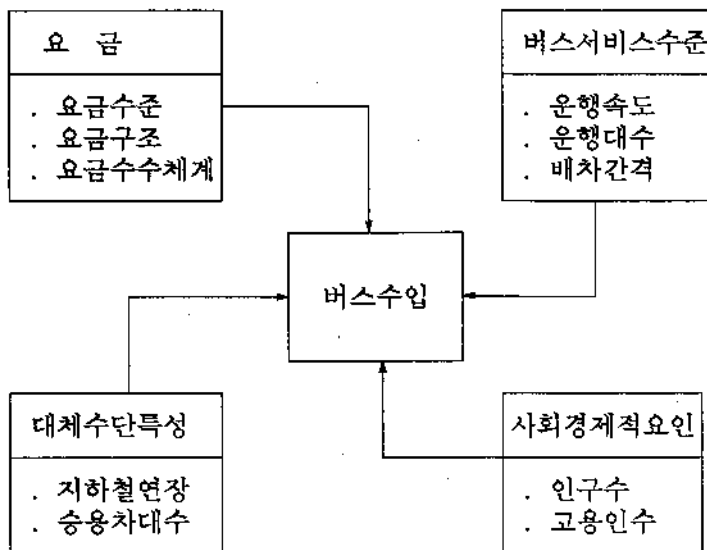 요 금
. 요금수준
. 요금구조
. 요금수수체계
버스서비스수준
. 운행속도
. 운행대수
. 배차간격
버스수입
대체수단특성
. 지하철연장
. 승용차대수
사회경제적요인
. 인구수
. 고용인수